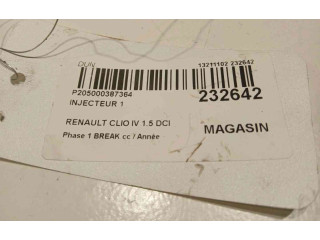 DUN
13211102 232642
P205000387364
INJECTEUR 1
232642
RENAULT CLIO IV 1.5 DCI
MAGASIN
Phase 1 BREAK cc / Année